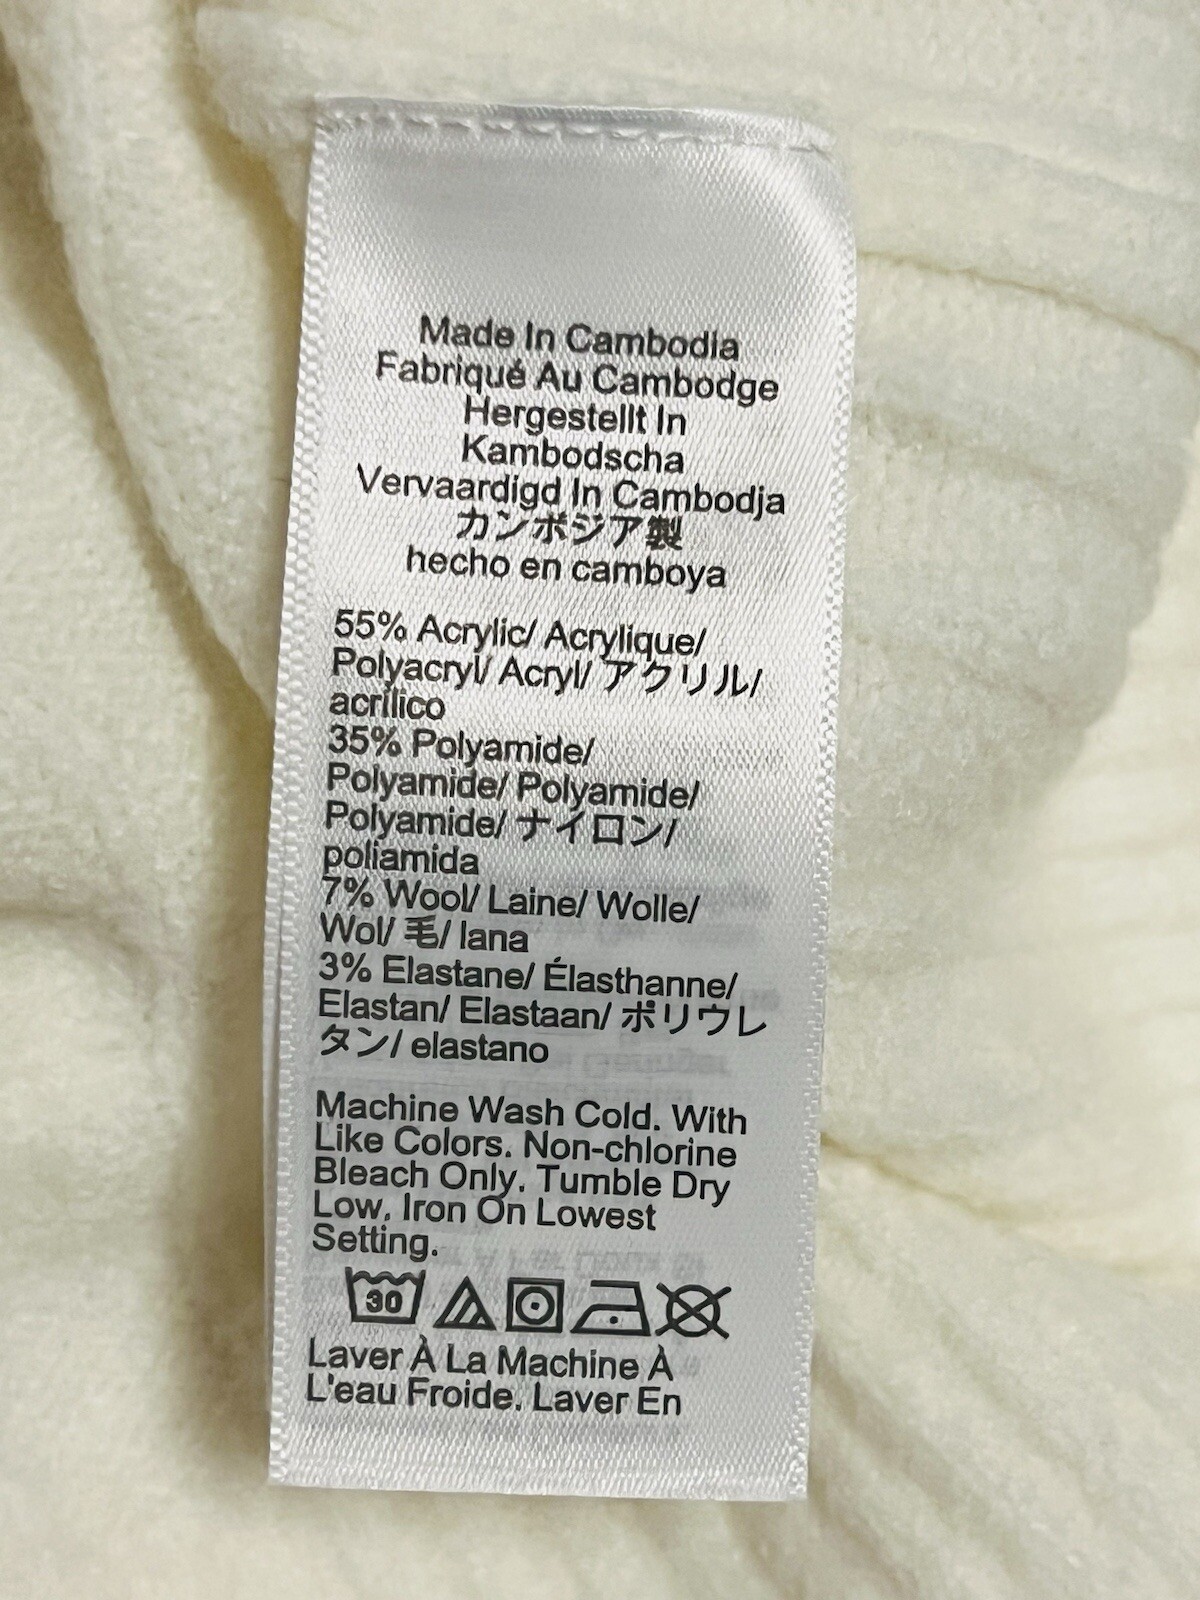 Made In Cambodia
Fabriqué Au Cambodge
Hergestellt In
Kambodscha
Vervaardigd In Cambodja
カンボジア製
hecho en camboya
55% Acrylic/ Acrylique/
Polyacryl/ Acryl/ アクリル/
acrílico
35% Polyamide/
Polyamide/ Polyamide/
Polyamide/ ナイロン/
poliamida
7% Wool/ Laine/ Wolle/
Wol/ 毛/ lana
3% Elastane/ Élasthanne/
Elastan/ Elastaan/ ポリウレ
タン/ elastano
Machine Wash Cold. With
Like Colors. Non-chlorine
Bleach Only. Tumble Dry
Low. Iron On Lowest
Setting.
30
Laver À La Machine À
L'eau Froide. Laver En